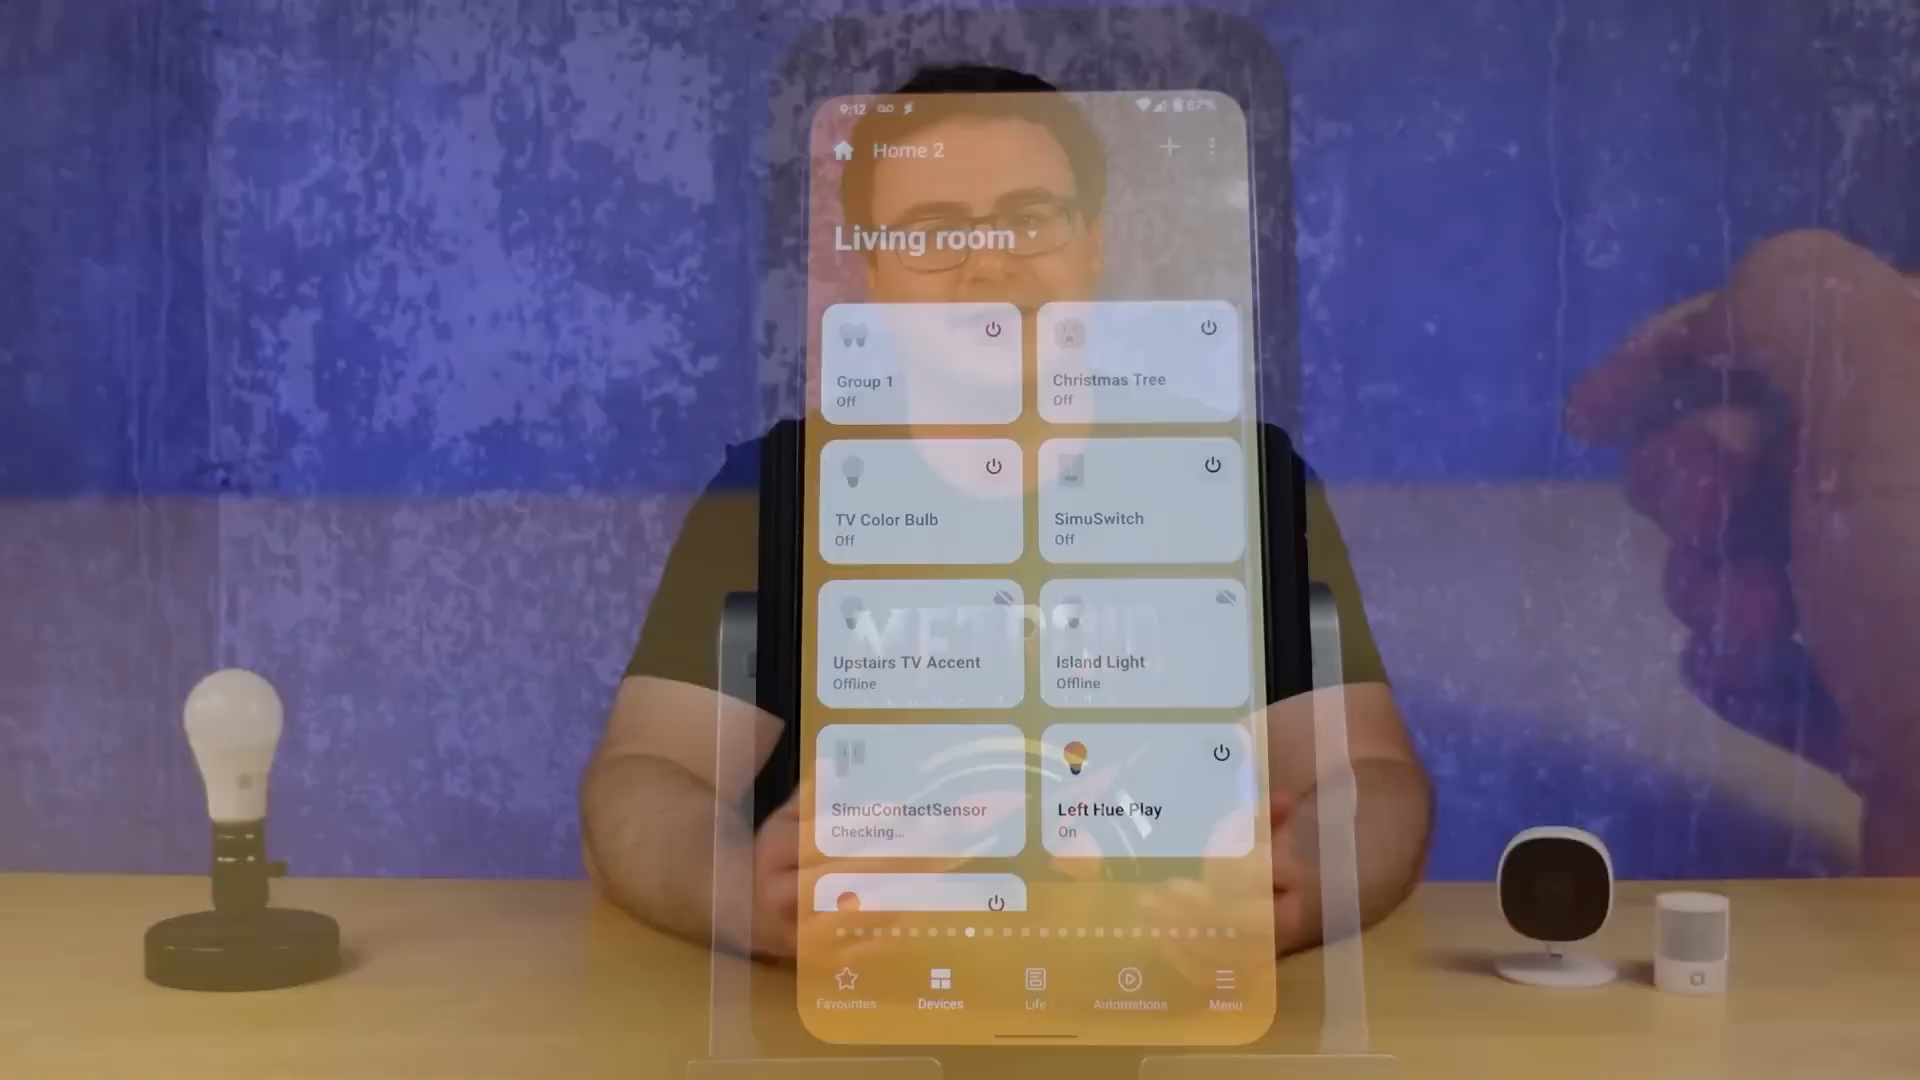 9:12
87%
Home 2
Living room
Group 1
Off
Christmas Tree
Off
TV Color Bulb
Off
SimuSwitch
Off
Upstairs TV Accent
Offline
Island Light
Offline
SimuContactSensor
Checking...
Left Hue Play
On
Favourites
Devices
Life
Automations
Menu